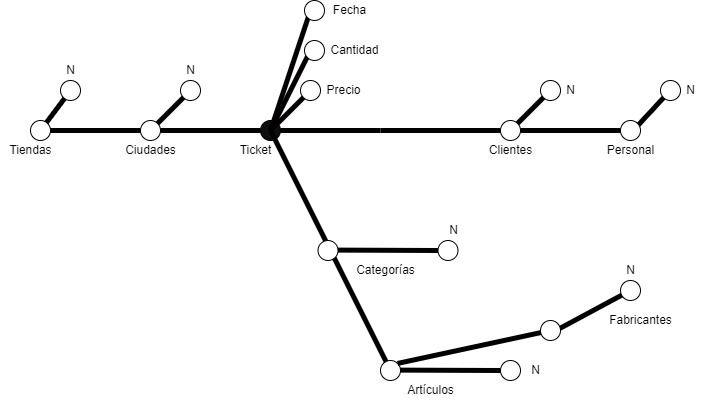 Fecha
Cantidad
Precio
N
N
N
N
Tiendas
Ciudades
Ticket
Clientes
Personal
N
Categorías
N
Fabricantes
N
Artículos